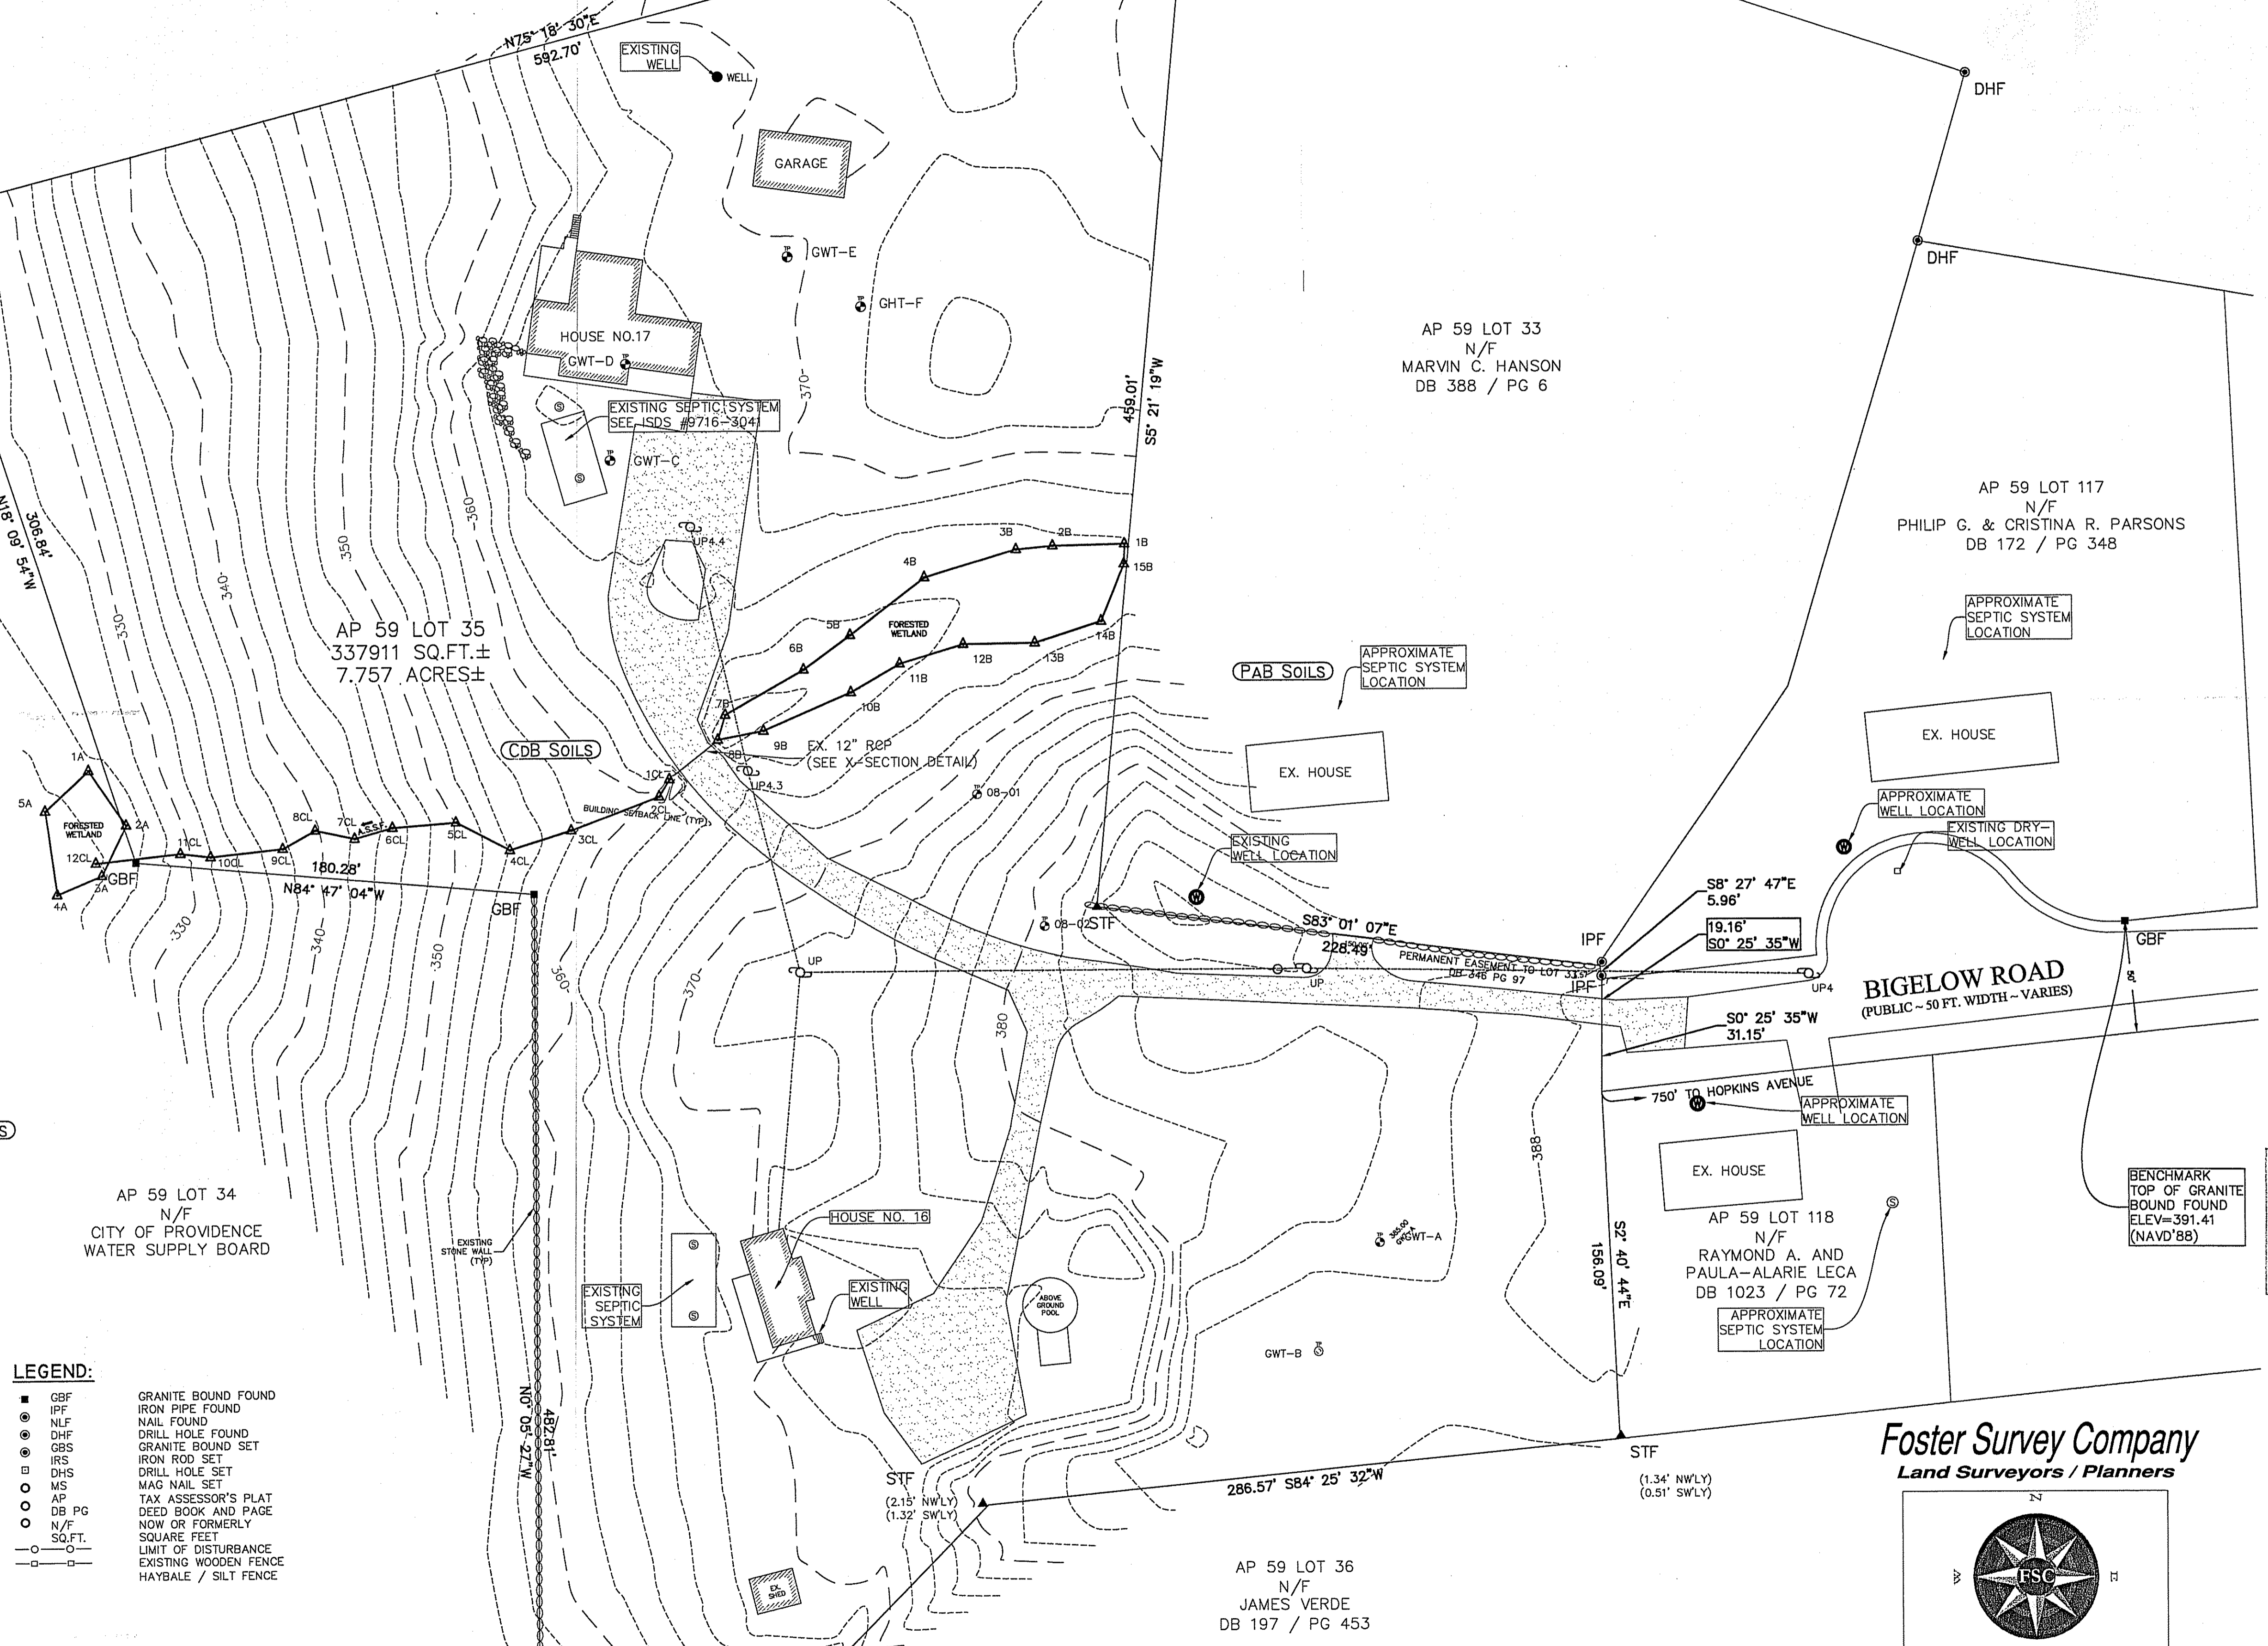 N75° 18' 30"E
592.70'
EXISTING
WELL
WELL
DHF
GARAGE
DHF
GWT-E
GHT-F
HOUSE NO.17
GWT-D
370
AP 59 LOT 33
N/F
MARVIN C. HANSON
DB 388 / PG 6
459.01'
S5° 21' 19"W
EXISTING SEPTIC SYSTEM
SEE ISDS #9716-3041
GWT-C
AP 59 LOT 117
N/F
PHILIP G. & CRISTINA R. PARSONS
DB 172 / PG 348
306.84'
N18° 09' 54"W
330
340
350
360
UP4.4
3B
2B
1B
15B
4B
5B
FORESTED
WETLAND
14B
6B
12B
13B
11B
10B
7B
8B
9B
AP 59 LOT 35
337911 SQ.FT.±
7.757 ACRES±
APPROXIMATE
SEPTIC SYSTEM
LOCATION
APPROXIMATE
SEPTIC SYSTEM
LOCATION
PAB SOILS
CDB SOILS
EX. 12" RCP
(SEE X-SECTION DETAIL)
EX. HOUSE
EX. HOUSE
1A
5A
FORESTED
WETLAND
2A
12CL
3A
4A
GBF
11CL
10CL
9CL
8CL
7CL
A.S.S.F.
6CL
5CL
4CL
3CL
2CL
1CL
BUILDING SETBACK LINE (TYP)
UP4.3
08-01
APPROXIMATE
WELL LOCATION
W
EXISTING DRY-
WELL LOCATION
EXISTING
WELL LOCATION
W
180.28'
N84° 47' 04"W
GBF
08-02
STF
S83° 01' 07"E
228.49'
PERMANENT EASEMENT TO LOT 33
DB 346 PG 97
IPF
IPF
S8° 27' 47"E
5.96'
19.16'
S0° 25' 35"W
GBF
UP
UP
UP4
BIGELOW ROAD
(PUBLIC ~ 50 FT. WIDTH ~ VARIES)
50'
S0° 25' 35"W
31.15'
330
340
350
360
370
380
388
750' TO HOPKINS AVENUE
W
APPROXIMATE
WELL LOCATION
EX. HOUSE
S
AP 59 LOT 34
N/F
CITY OF PROVIDENCE
WATER SUPPLY BOARD
EXISTING
STONE WALL
(TYP)
HOUSE NO. 16
EXISTING
SEPTIC
SYSTEM
EXISTING
WELL
ABOVE
GROUND
POOL
385.00
GWT-A
GWT-B
S2° 40' 44"E
156.09'
AP 59 LOT 118
N/F
RAYMOND A. AND
PAULA-ALARIE LECA
DB 1023 / PG 72
APPROXIMATE
SEPTIC SYSTEM
LOCATION
BENCHMARK
TOP OF GRANITE
BOUND FOUND
ELEV=391.41
(NAVD'88)
LEGEND:
GBF GRANITE BOUND FOUND
IPF IRON PIPE FOUND
NLF NAIL FOUND
DHF DRILL HOLE FOUND
GBS GRANITE BOUND SET
IRS IRON ROD SET
DHS DRILL HOLE SET
MS MAG NAIL SET
AP TAX ASSESSOR'S PLAT
DB PG DEED BOOK AND PAGE
N/F NOW OR FORMERLY
SQ.FT. SQUARE FEET
LIMIT OF DISTURBANCE
EXISTING WOODEN FENCE
HAYBALE / SILT FENCE
N0° 05' 27"W
482.81'
STF
(2.15' NW'LY)
(1.32' SW'LY)
286.57' S84° 25' 32"W
STF
(1.34' NW'LY)
(0.51' SW'LY)
EX.
SHED
AP 59 LOT 36
N/F
JAMES VERDE
DB 197 / PG 453
Foster Survey Company
Land Surveyors / Planners
N
W
FSC
E